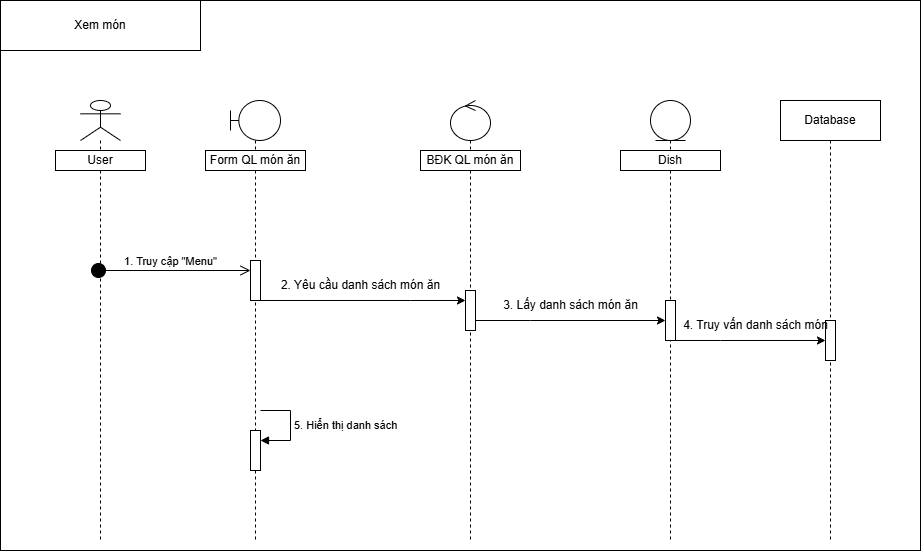 Xem món
User
Form QL món ăn
BĐK QL món ăn
Dish
Database
1. Truy cập "Menu"
2. Yêu cầu danh sách món ăn
3. Lấy danh sách món ăn
4. Truy vấn danh sách món
5. Hiển thị danh sách